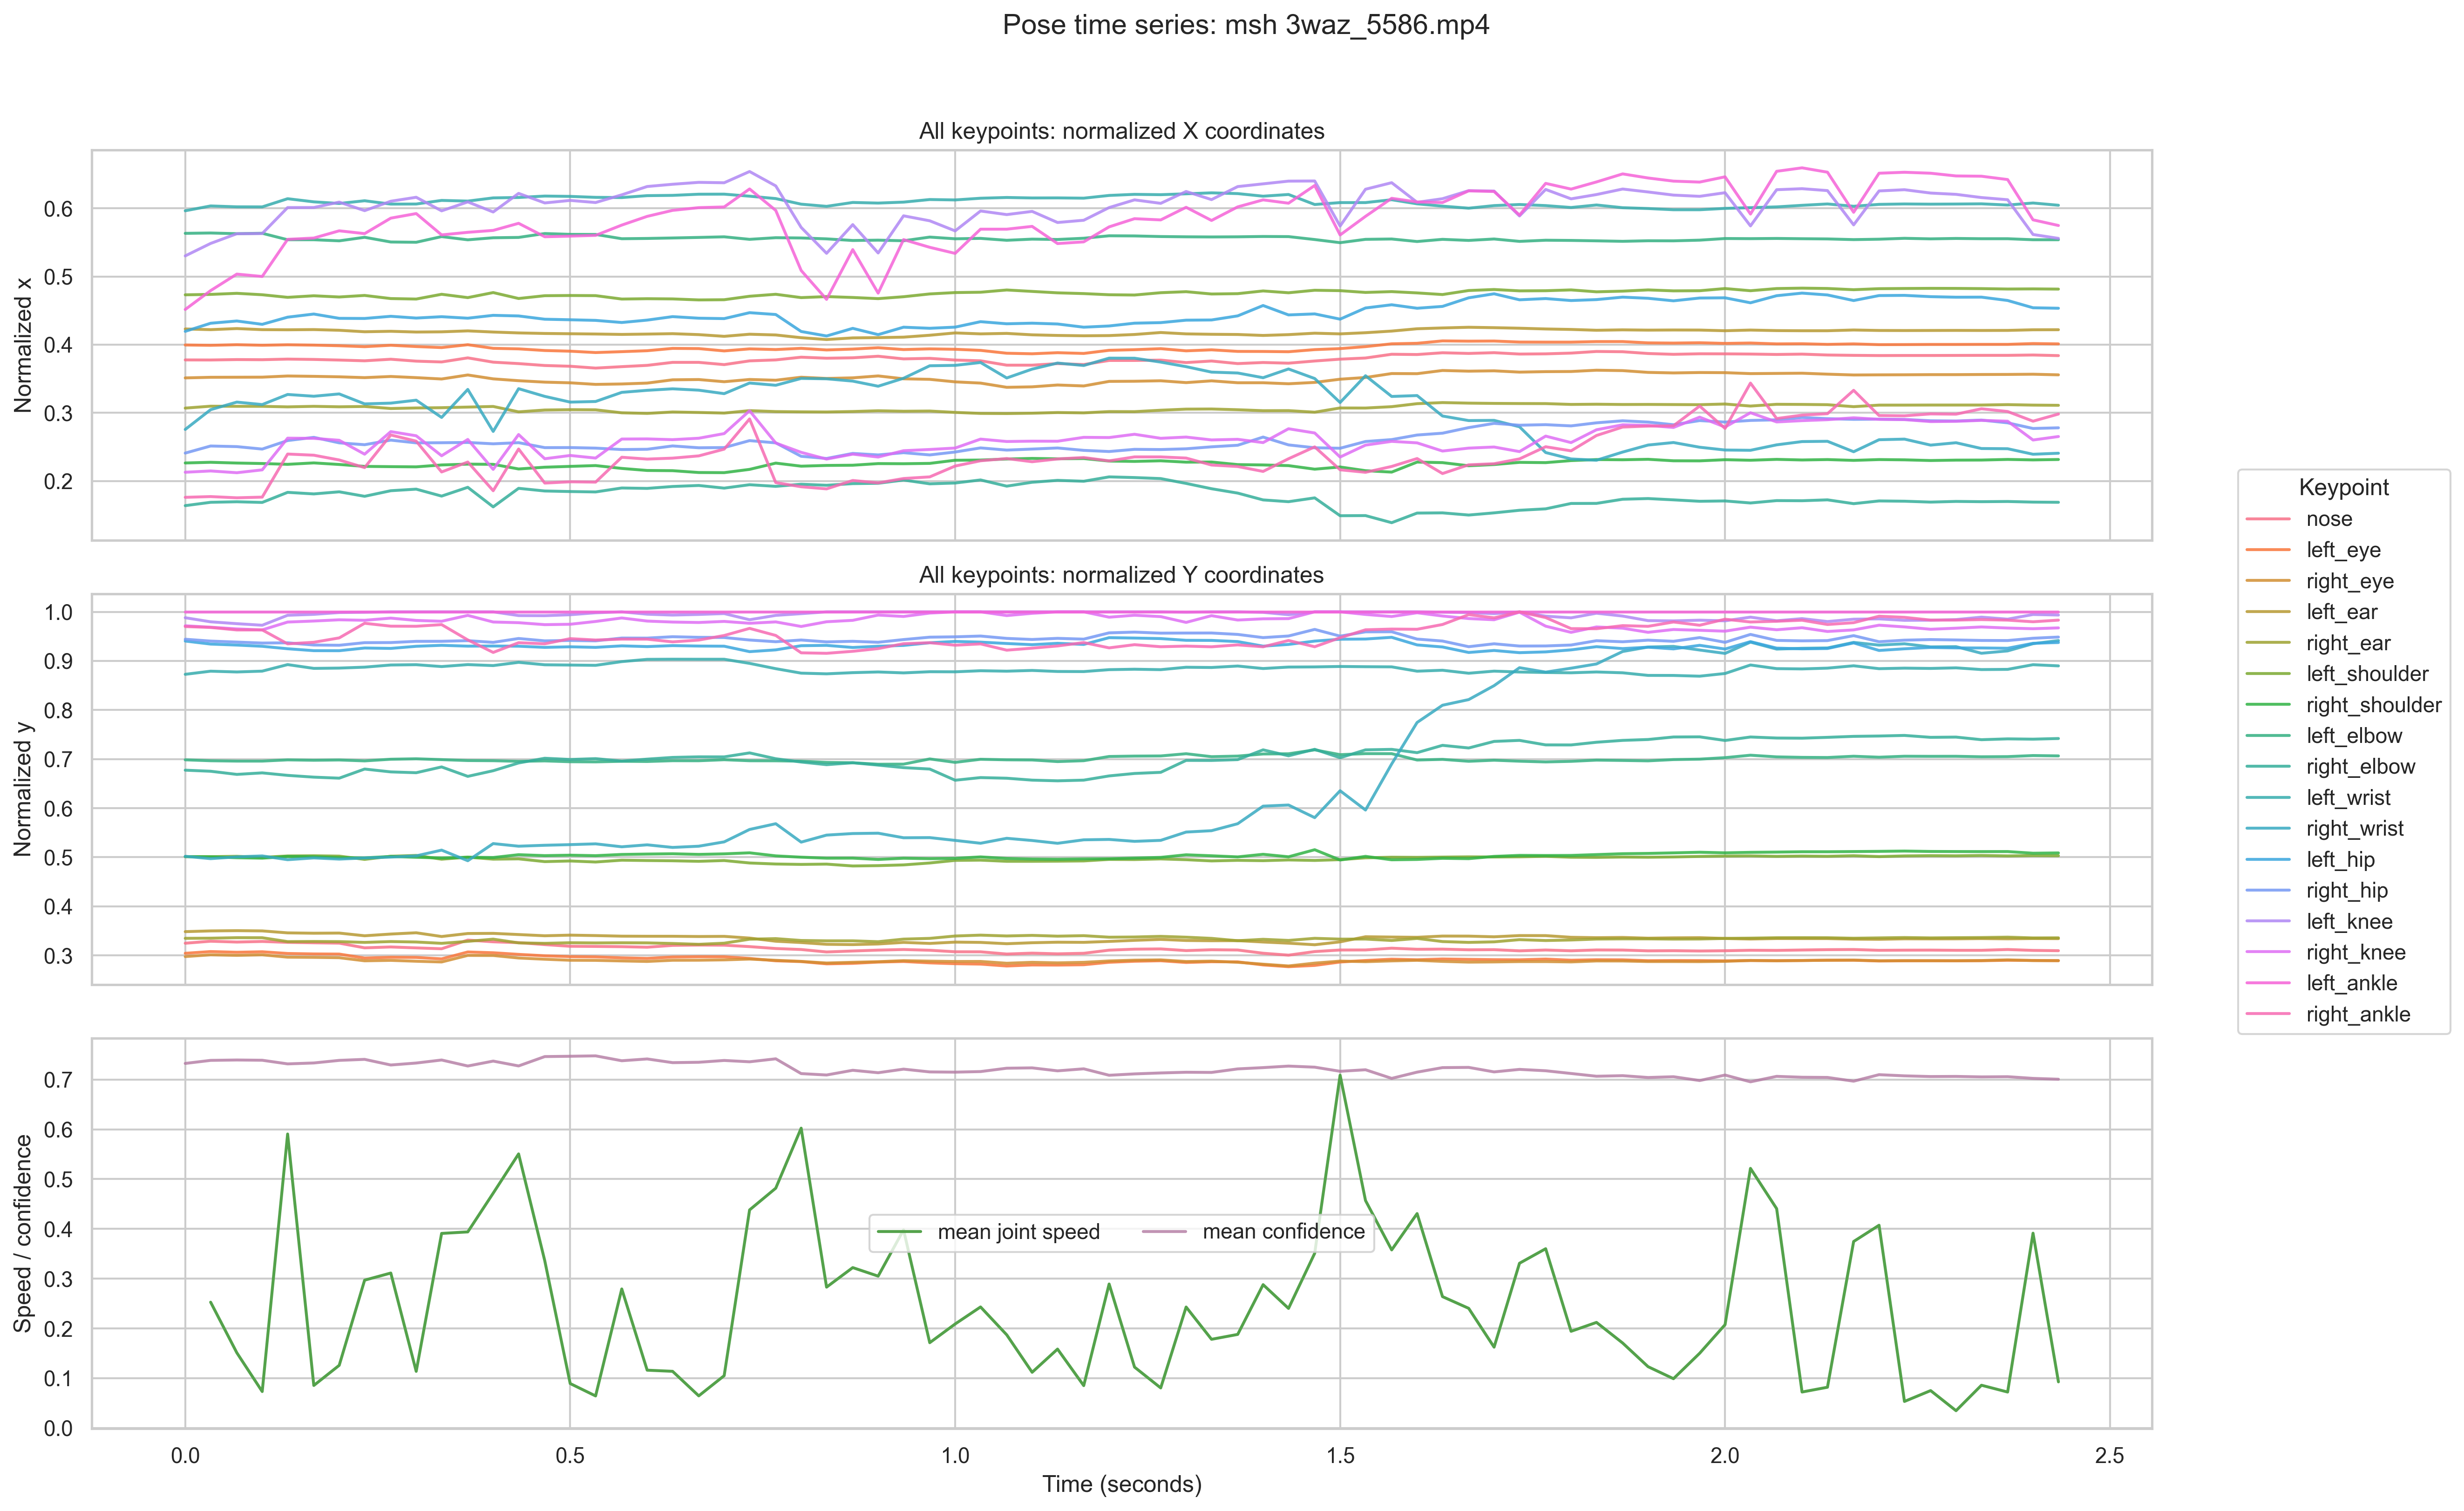 Pose time series: msh 3waz_5586.mp4
All keypoints: normalized X coordinates
Normalized x
0.6
0.5
0.4
0.3
0.2
All keypoints: normalized Y coordinates
Normalized y
1.0
0.9
0.8
0.7
0.6
0.5
0.4
0.3
Speed / confidence
0.7
0.6
0.5
0.4
0.3
0.2
0.1
0.0
mean joint speed
mean confidence
0.0
0.5
1.0
1.5
2.0
2.5
Time (seconds)
Keypoint
nose
left_eye
right_eye
left_ear
right_ear
left_shoulder
right_shoulder
left_elbow
right_elbow
left_wrist
right_wrist
left_hip
right_hip
left_knee
right_knee
left_ankle
right_ankle